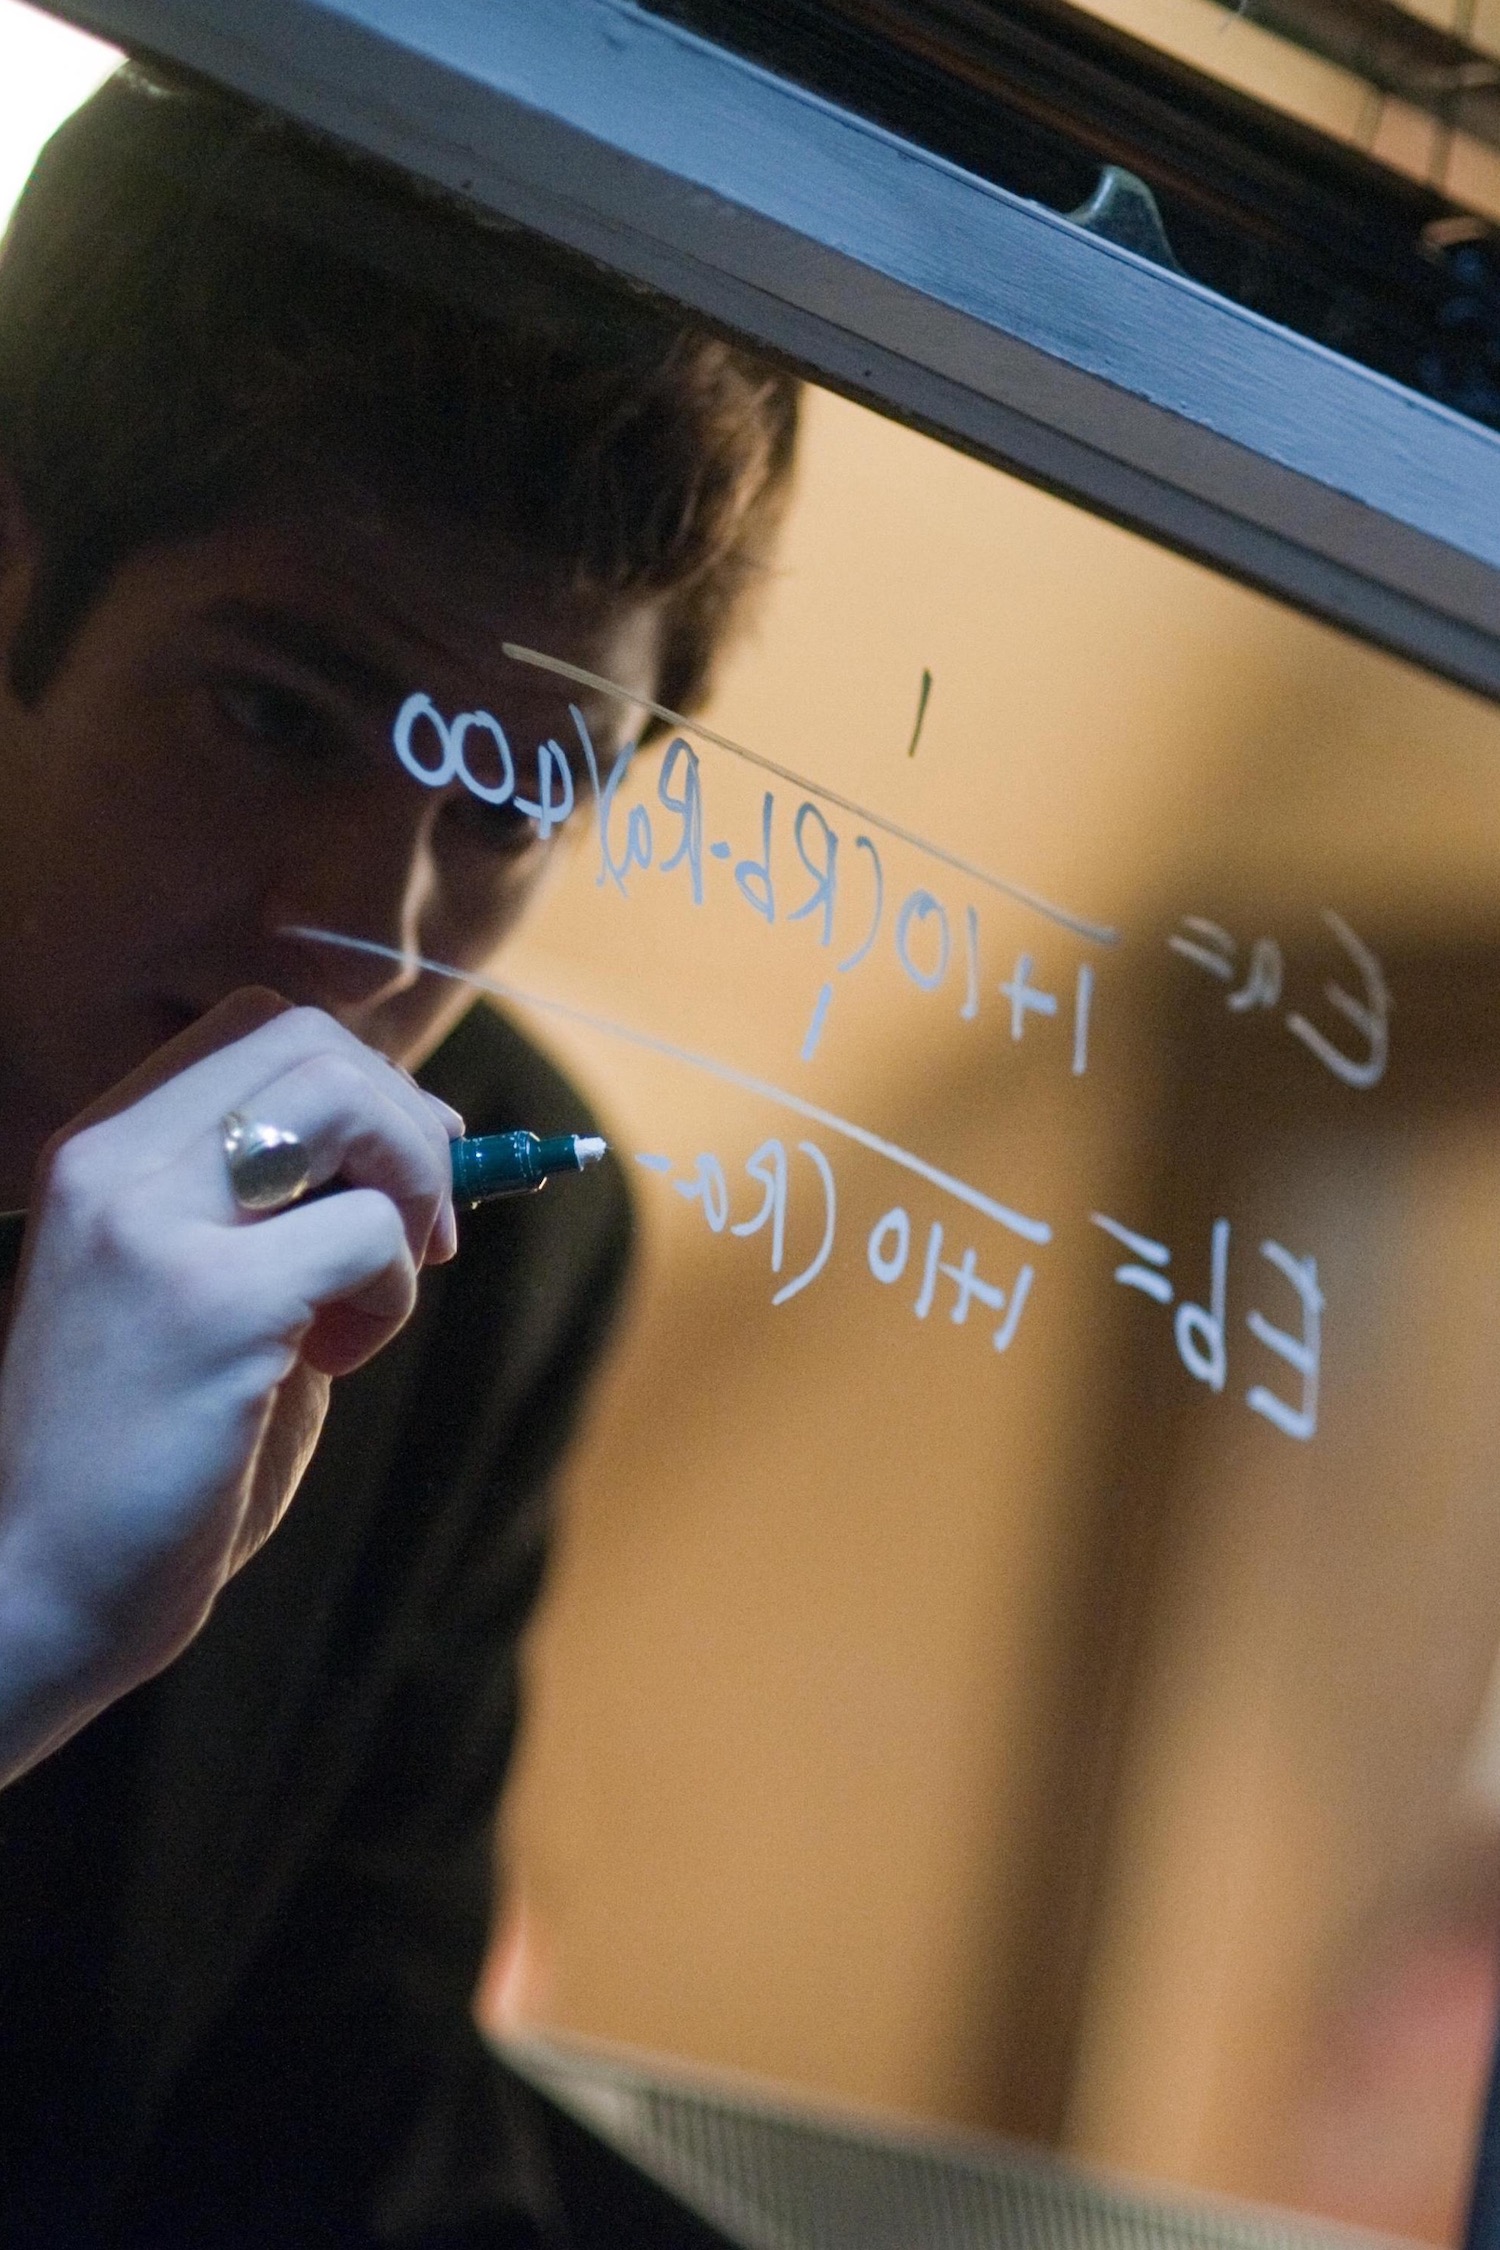 1
Ea =
1+10(Rb-Ra)/400
1
Eb =
1+10(Ra-